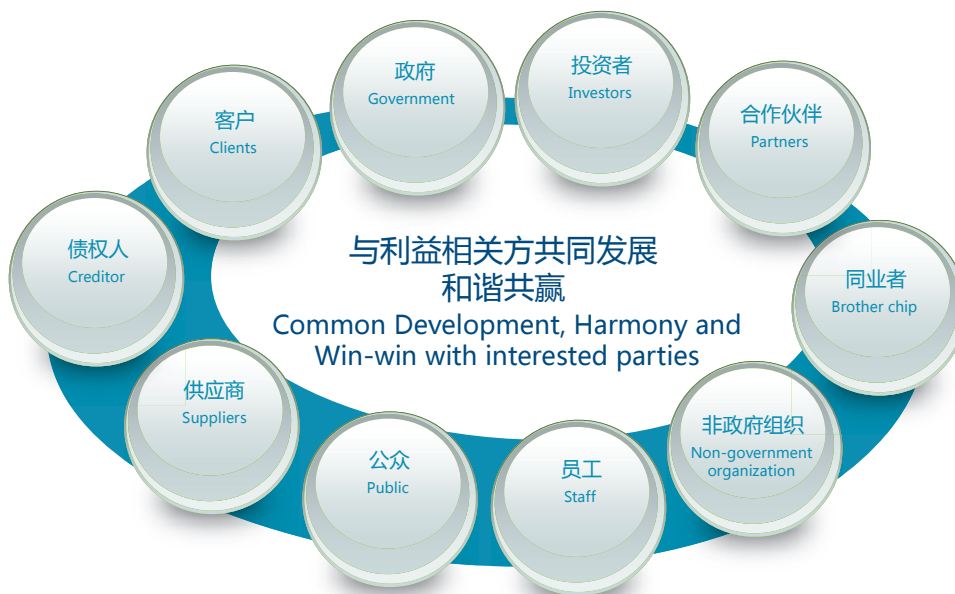 政府
Government
投资者
Investors
客户
Clients
合作伙伴
Partners
债权人
Creditor
与利益相关方共同发展
和谐共赢
Common Development, Harmony and
Win-win with interested parties
同业者
Brother chip
供应商
Suppliers
非政府组织
Non-government
organization
公众
Public
员工
Staff